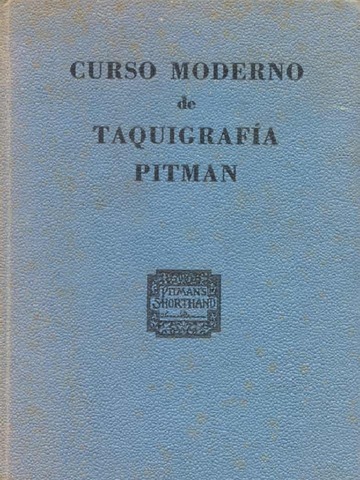 CURSO MODERNO
de
TAQUIGRAFÍA
PITMAN
PITMAN'S
SHORTHAND